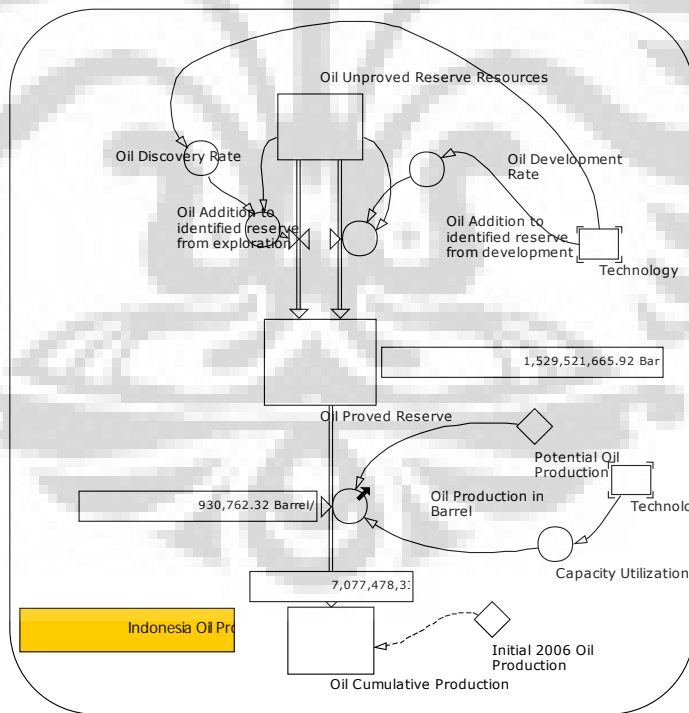 Oil Unproved Reserve Resources
Oil Discovery Rate
Oil Development
Rate
Oil Addition to
identified reserve
from exploration
Oil Addition to
identified reserve
from development
Technology
1,529,521,665.92 Bar
Oil Proved Reserve
Potential Oil
Production
930,762.32 Barrel/
Oil Production in
Barrel
Technolo
Capacity Utilization
7,077,478,3
Indonesia Oil Pro
Initial 2006 Oil
Production
Oil Cumulative Production